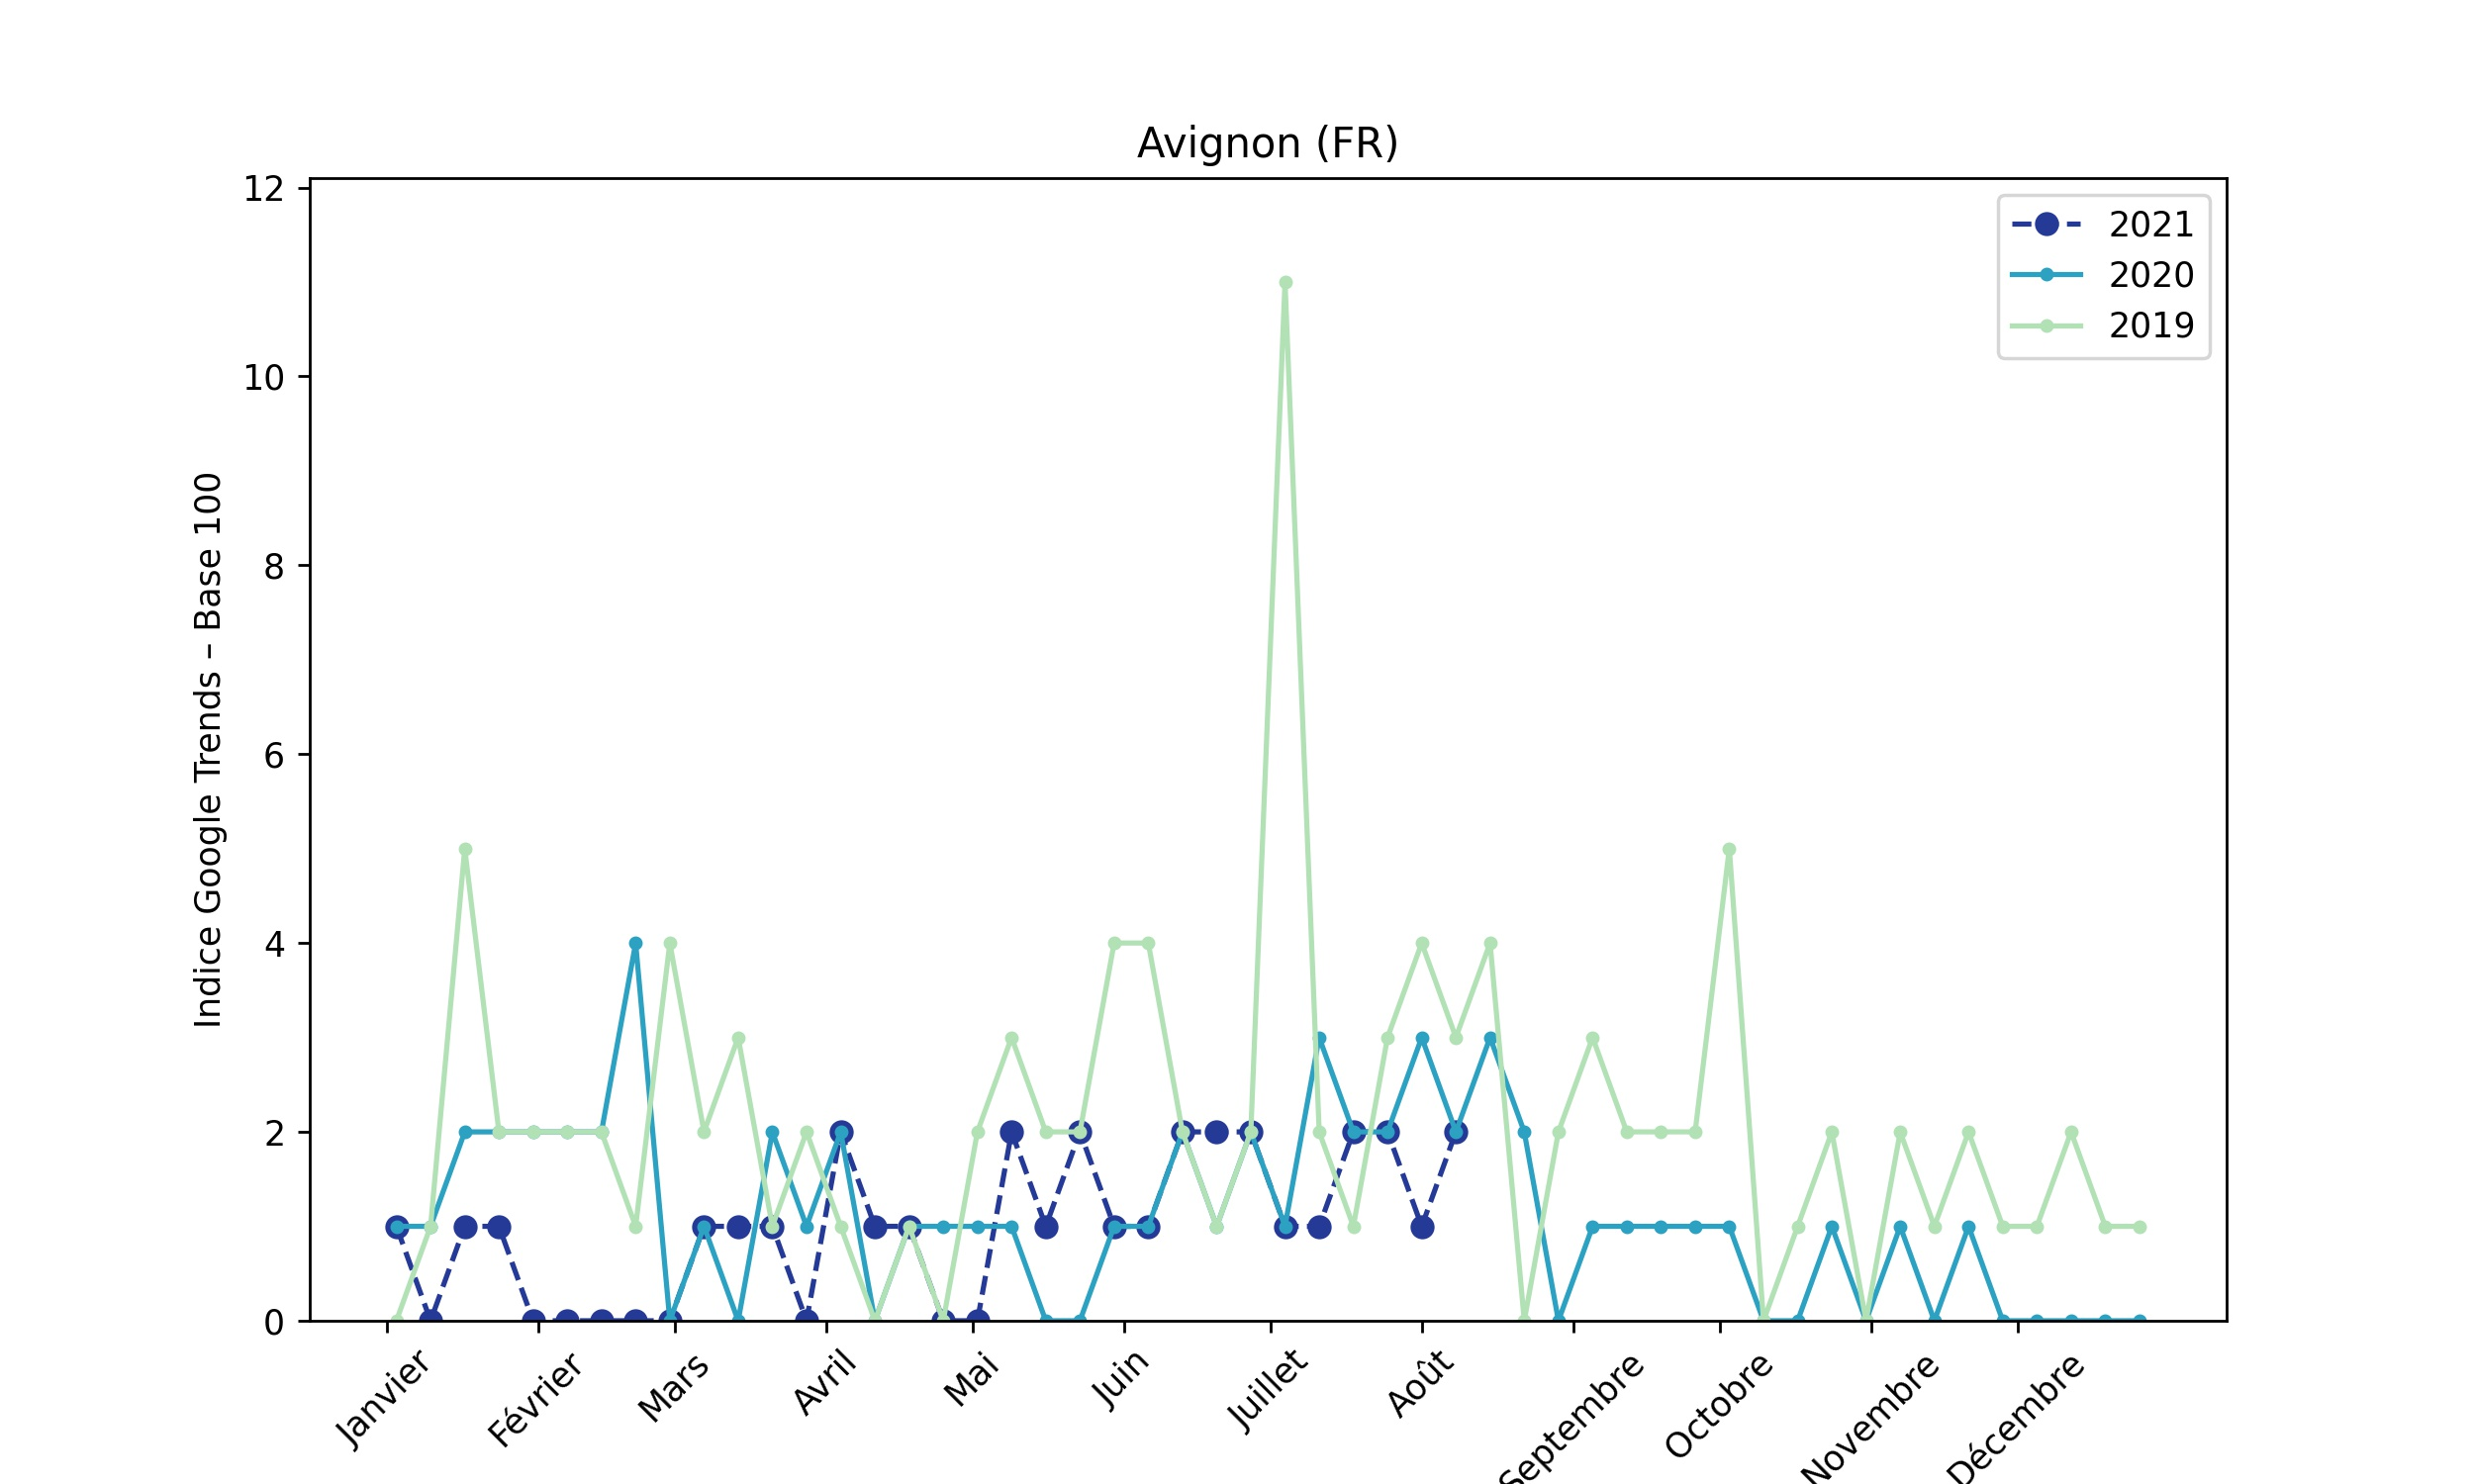 Avignon (FR)
Indice Google Trends – Base 100
12
10
8
6
4
2
0
2021
2020
2019
Janvier
Février
Mars
Avril
Mai
Juin
Juillet
Août
Septembre
Octobre
Novembre
Décembre